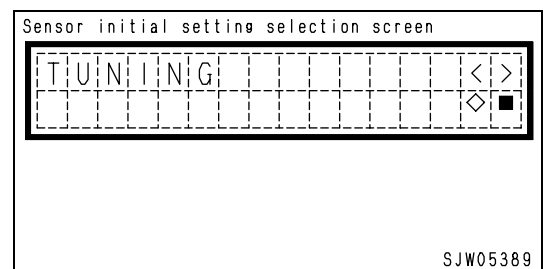 Sensor initial setting selection screen
TUNING < >
◇ ■
SJW05389